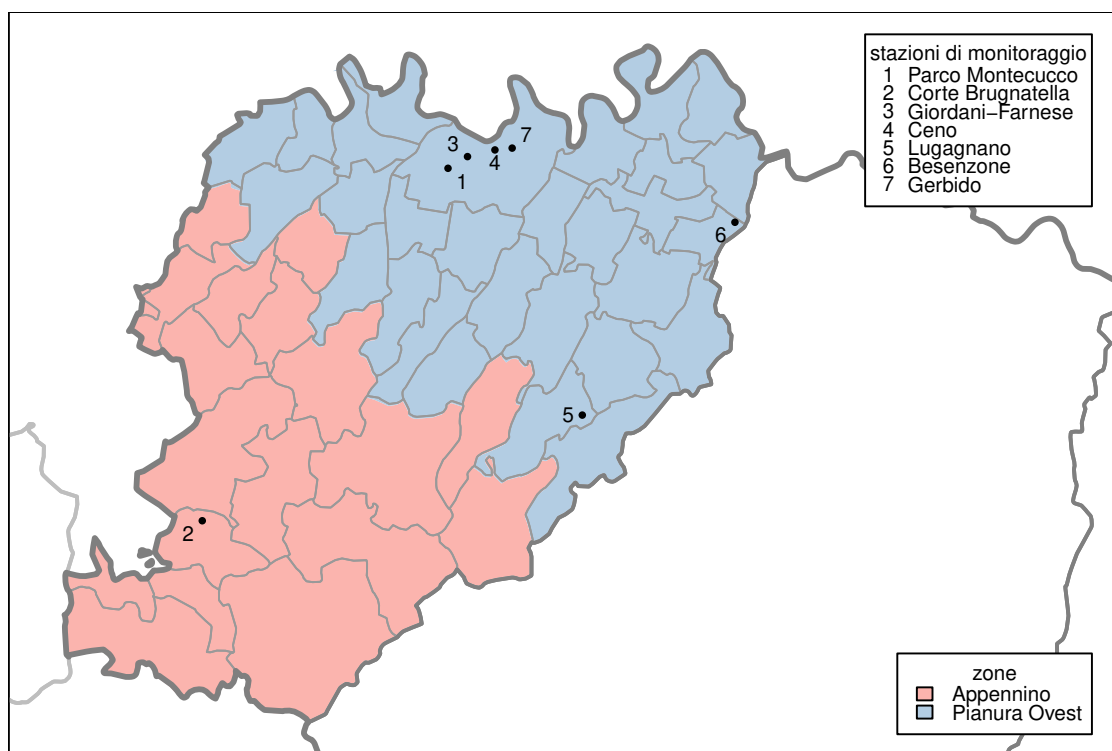 stazioni di monitoraggio
1 Parco Montecucco
2 Corte Brugnatella
3 Giordani−Farnese
4 Ceno
5 Lugagnano
6 Besenzone
7 Gerbido
3
4
7
1
6
5
2
zone
Appennino
Pianura Ovest